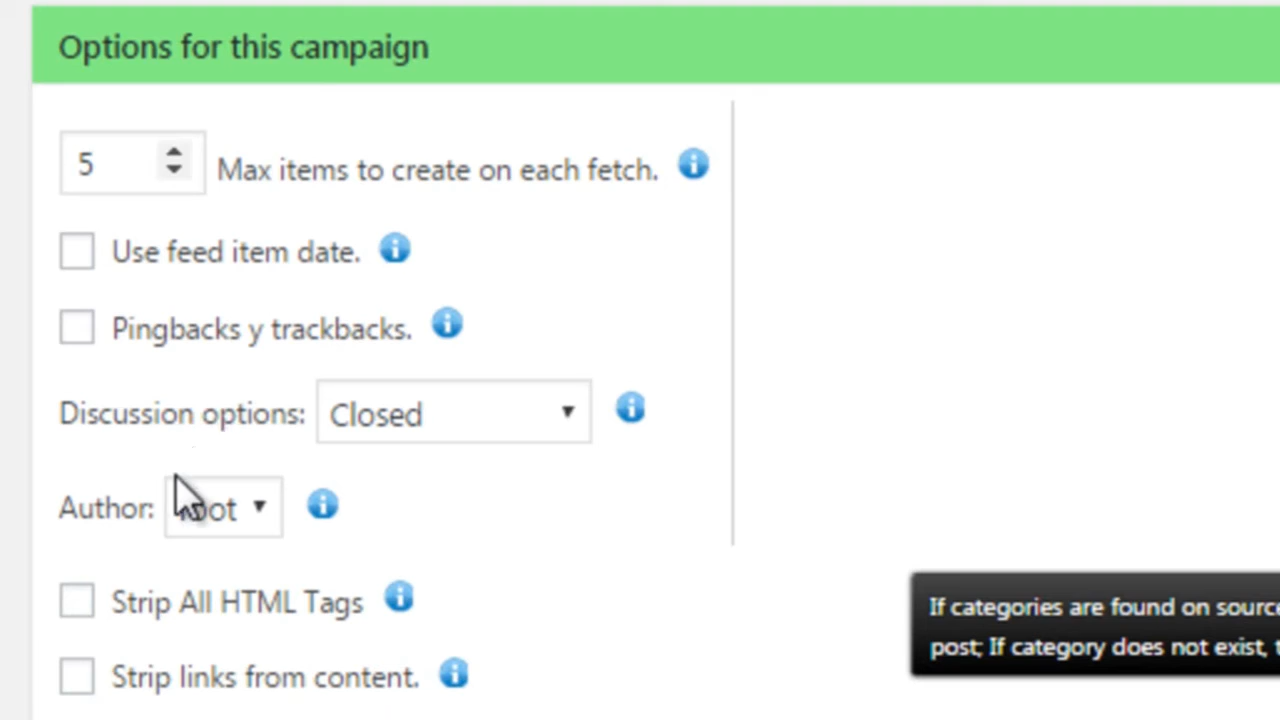 Options for this campaign
5 Max items to create on each fetch.
Use feed item date.
Pingbacks y trackbacks.
Discussion options: Closed
Author:
Strip All HTML Tags
If categories are found on source
post; If category does not exist, t
Strip links from content.